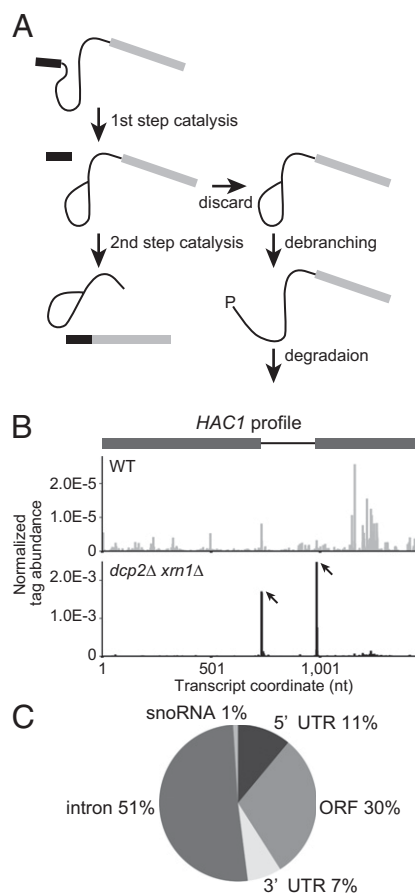 A
1st step catalysis
discard
2nd step catalysis
debranching
P
degradaion
B
HAC1 profile
WT
2.0E-5
1.0E-5
0
Normalized
tag abundance
dcp2Δ xrn1Δ
2.0E-3
1.0E-3
0
1
501
1,001
Transcript coordinate (nt)
C
snoRNA 1%
5' UTR 11%
intron 51%
ORF 30%
3' UTR 7%